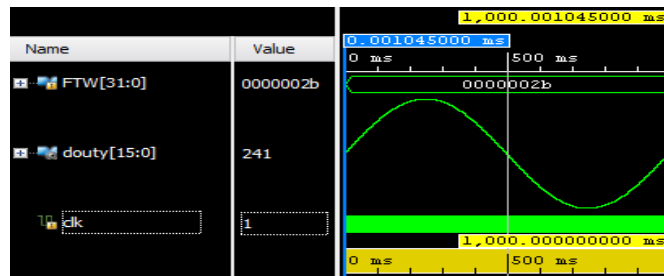 1,000.001045000 ms
0.001045000 ms
Name Value 0 ms 500 ms
FTW[31:0] 0000002b 0000002b
douty[15:0] 241
clk 1
1,000.000000000 ms
0 ms 500 ms